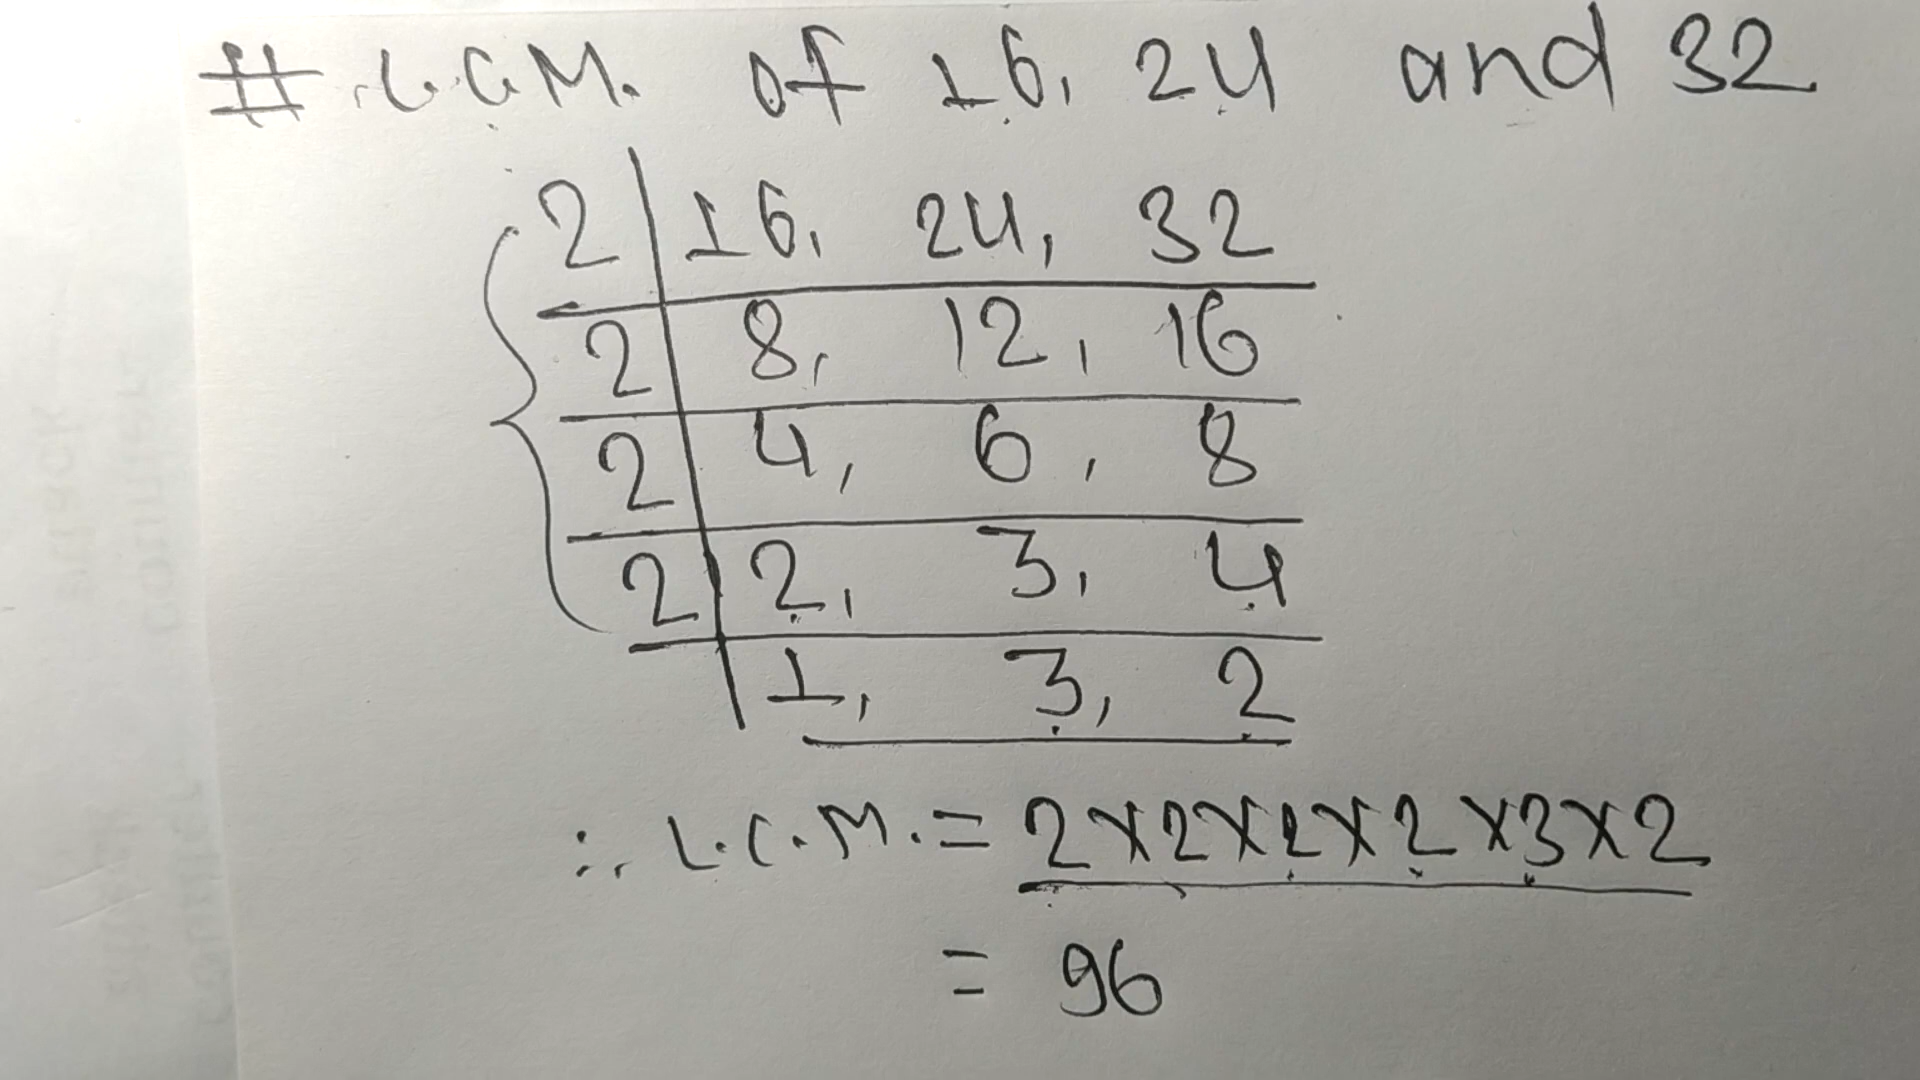 # L.C.M. of 16, 24 and 32
2 | 16, 24, 32
2 | 8, 12, 16
2 | 4, 6, 8
2 | 2, 3, 4
1, 3, 2
∴ L.C.M. = 2×2×2×2×3×2
= 96